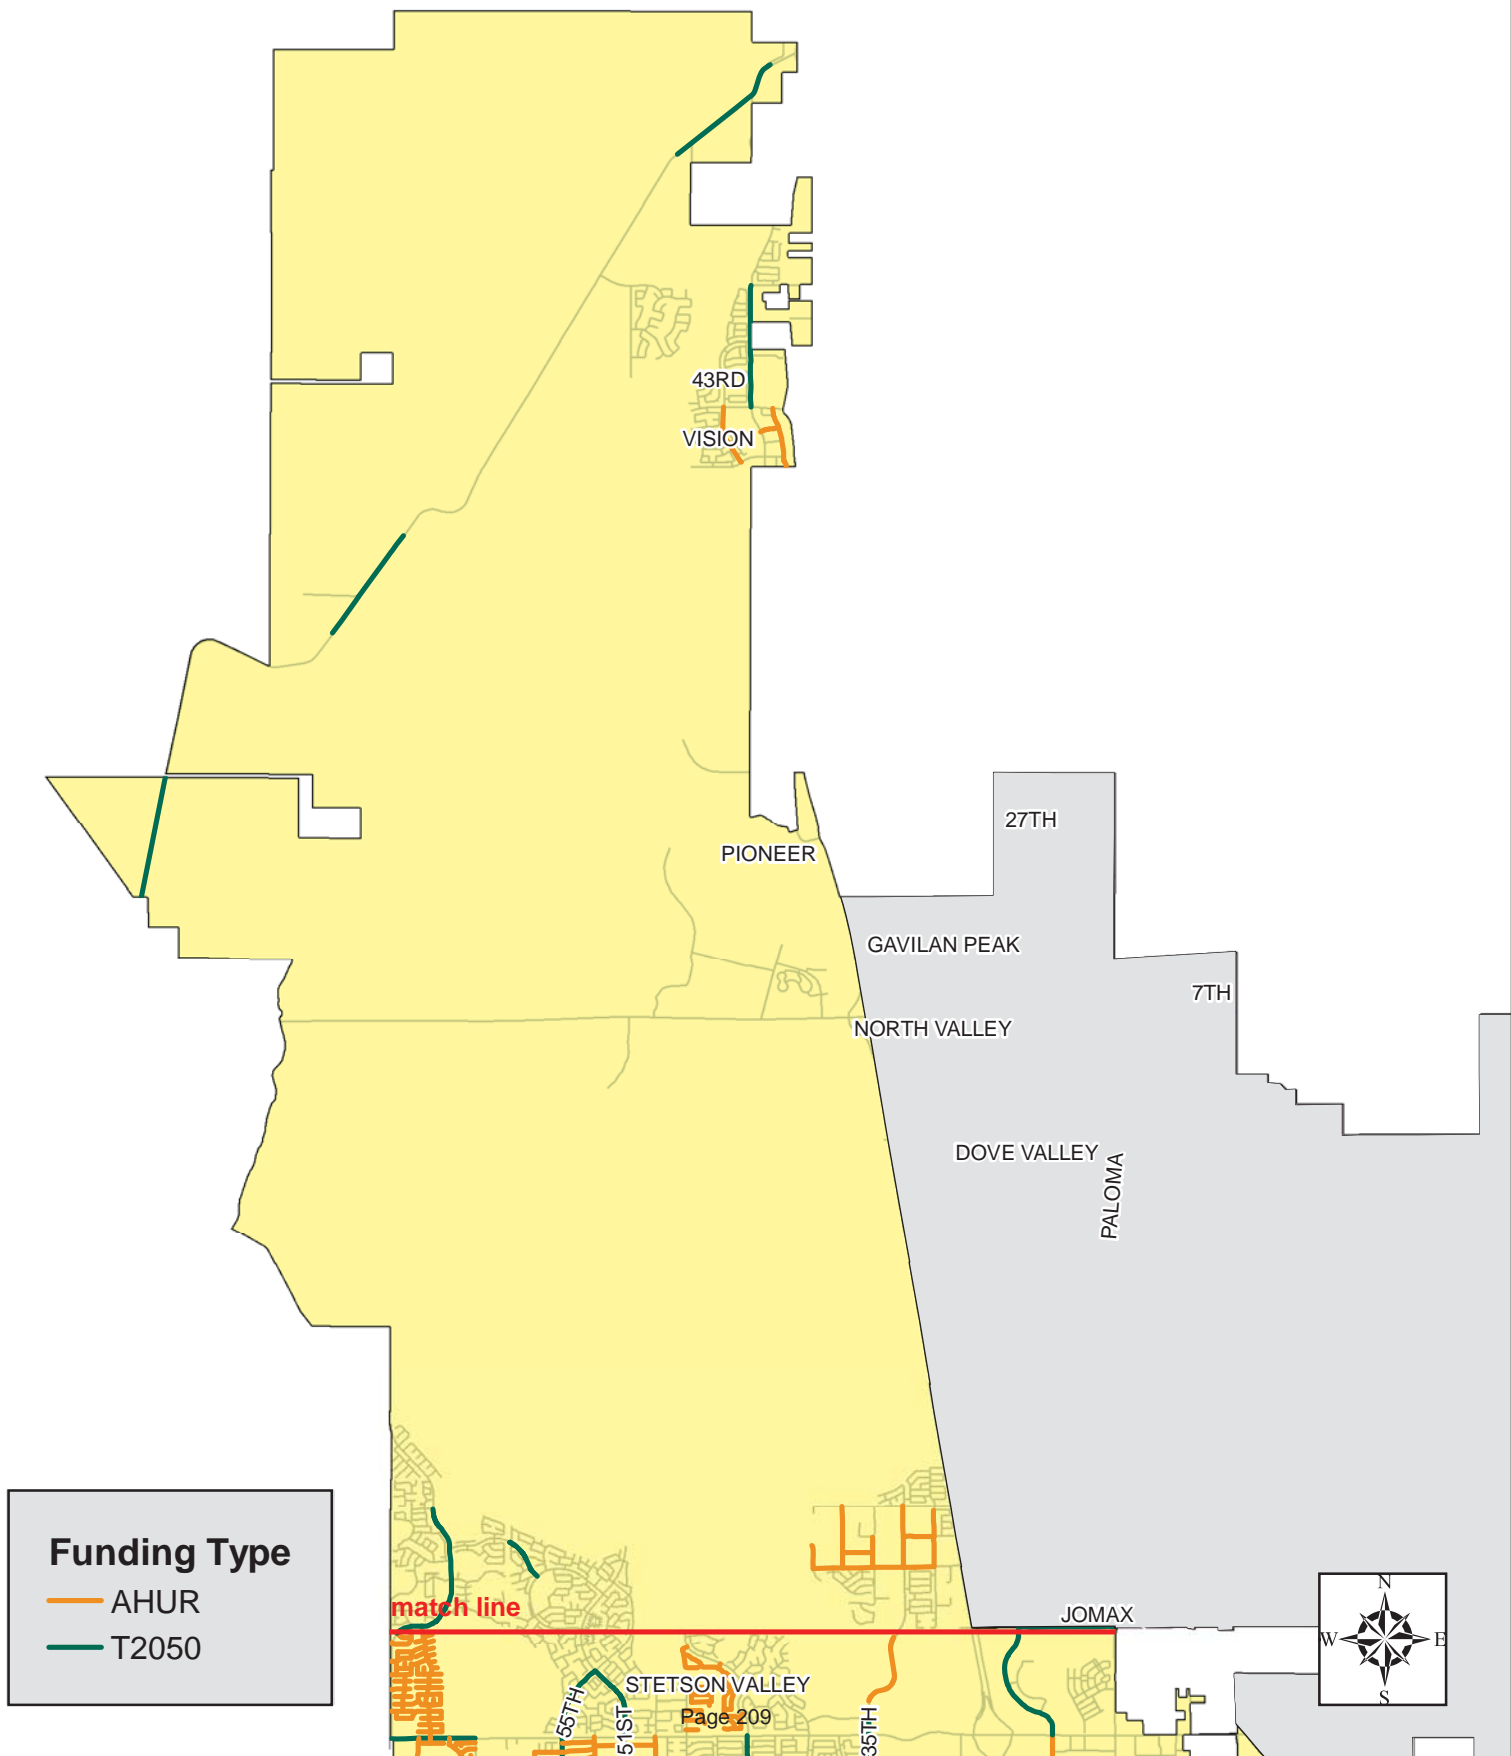 43RD
VISION
27TH
PIONEER
GAVILAN PEAK
7TH
NORTH VALLEY
DOVE VALLEY
PALOMA
Funding Type
AHUR
T2050
match line
JOMAX
N
W
E
S
STETSON VALLEY
Page 209
55TH
51ST
35TH